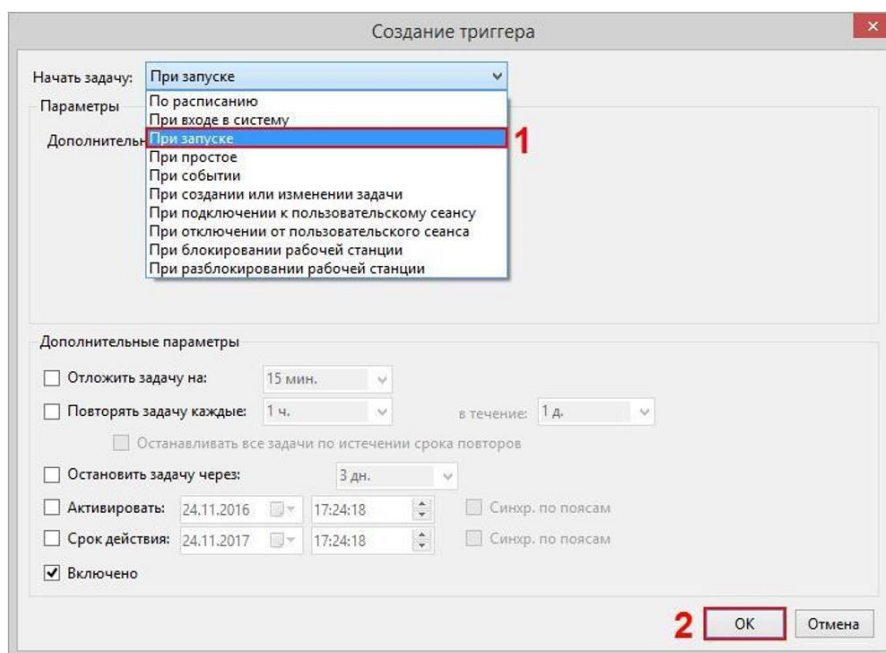 Создание триггера
Начать задачу: При запуске
По расписанию
Параметры
При входе в систему
Дополнитель При запуске 1
При простое
При событии
При создании или изменении задачи
При подключении к пользовательскому сеансу
При отключении от пользовательского сеанса
При блокировании рабочей станции
При разблокировании рабочей станции
Дополнительные параметры
Отложить задачу на: 15 мин.
Повторять задачу каждые: 1 ч. в течение: 1 д.
Останавливать все задачи по истечении срока повторов
Остановить задачу через: 3 дн.
Активировать: 24.11.2016 17:24:18 Синхр. по поясам
Срок действия: 24.11.2017 17:24:18 Синхр. по поясам
Включено
2 OK Отмена